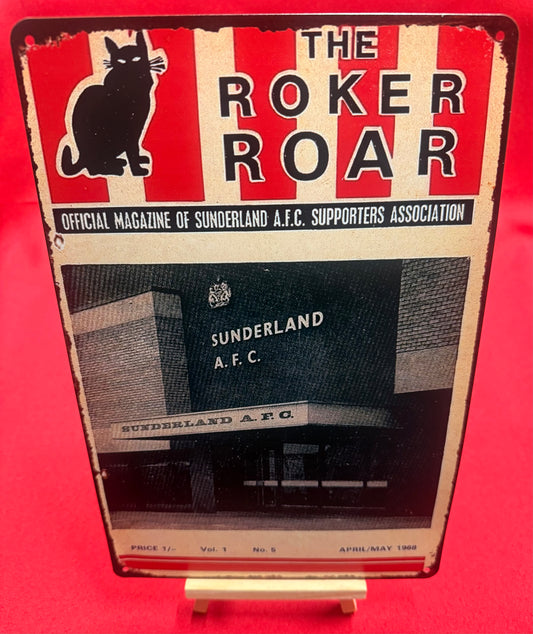 THE
ROKER
ROAR
OFFICIAL MAGAZINE OF SUNDERLAND A.F.C. SUPPORTERS ASSOCIATION
SUNDERLAND
A. F. C.
SUNDERLAND A. F. C.
PRICE 1/- Vol. 1 No. 5 APRIL/MAY 1968